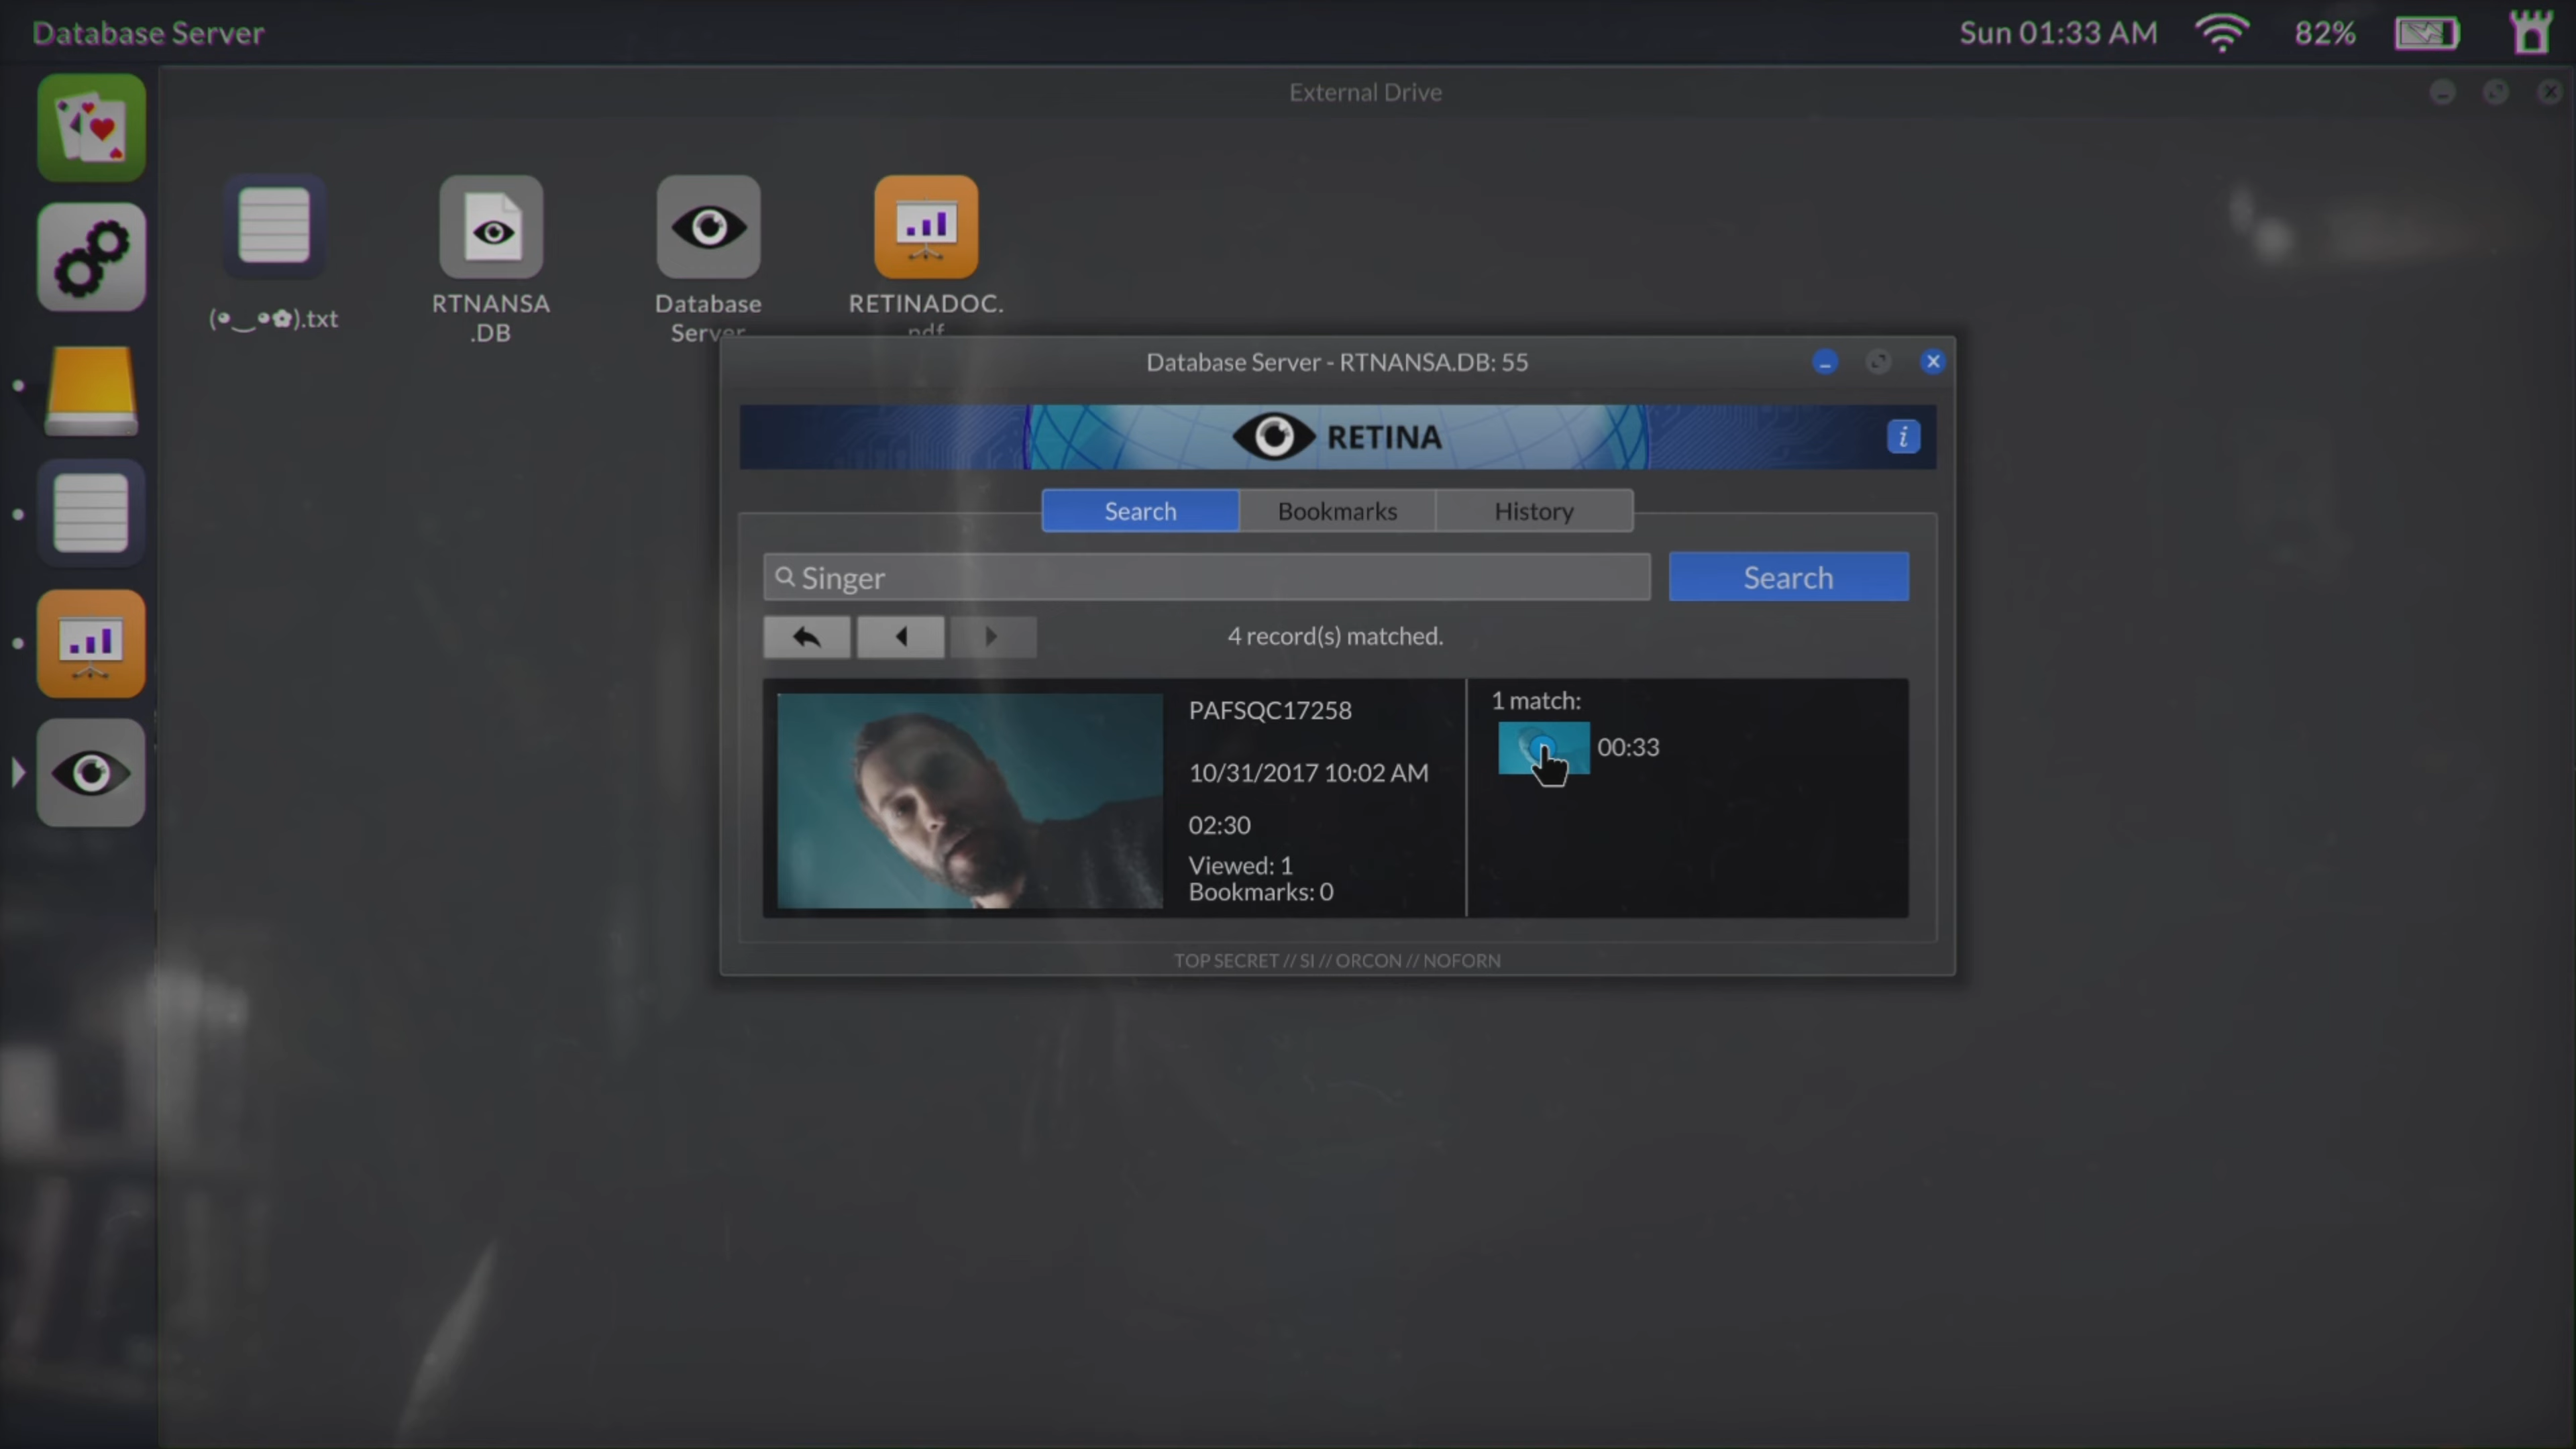 Database Server
Sun 01:33 AM
82%
External Drive
(•‿•✿).txt
RTNANSA
.DB
Database
Server
RETINADOC.
pdf
Database Server - RTNANSA.DB: 55
RETINA
i
Search
Bookmarks
History
Singer
Search
4 record(s) matched.
PAFSQC17258
10/31/2017 10:02 AM
02:30
Viewed: 1
Bookmarks: 0
1 match:
00:33
TOP SECRET // SI // ORCON // NOFORN